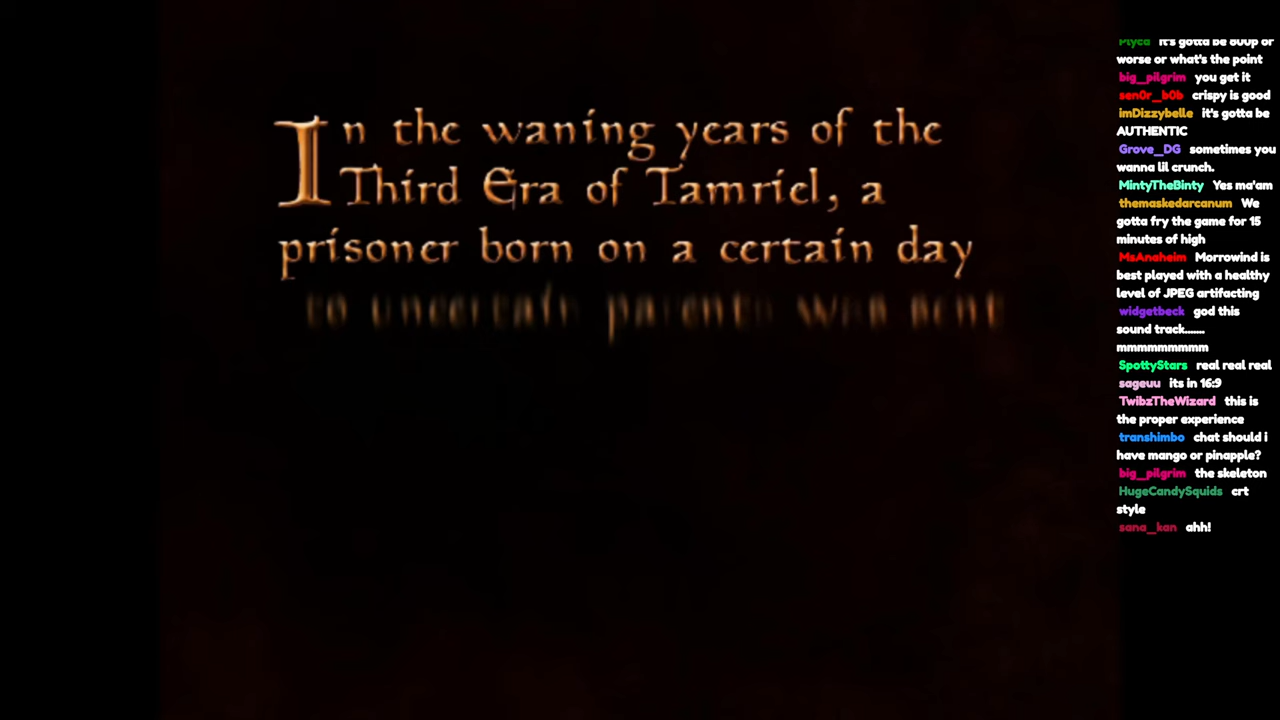 In the waning years of the
Third Era of Tamriel, a
prisoner born on a certain day
to uncertain parents was sent
Plyca it's gotta be 800p or
worse or what's the point
big_pilgrim you get it
sen0r_b0b crispy is good
imDizzybelle it's gotta be
AUTHENTIC
Grove_DG sometimes you
wanna lil crunch.
MintyTheBinty Yes ma'am
themaskedarcanum We
gotta fry the game for 15
minutes of high
MsAnaheim Morrowind is
best played with a healthy
level of JPEG artifacting
widgetbeck god this
sound track........
mmmmmmmmm
SpottyStars real real real
sageuu its in 16:9
TwibzTheWizard this is
the proper experience
transhimbo chat should i
have mango or pinapple?
big_pilgrim the skeleton
HugeCandySquids crt
style
sana_kan ahh!